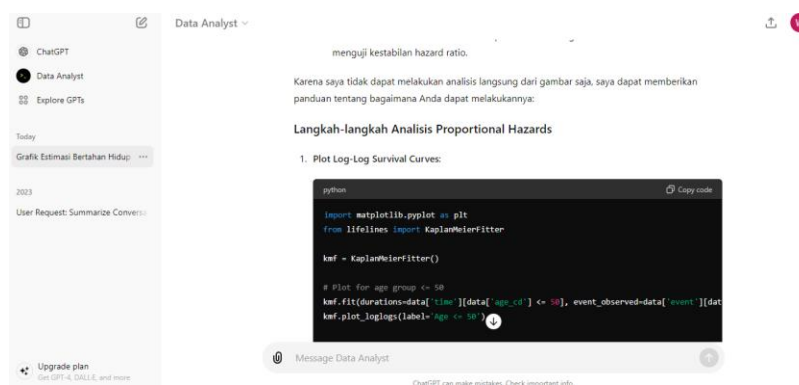 Data Analyst
ChatGPT
Data Analyst
Explore GPTs
Today
Grafik Estimasi Bertahan Hidup
2023
User Request: Summarize Convers
Upgrade plan
Get GPT-4, DALL·E, and more
menguji kestabilan hazard ratio.
Karena saya tidak dapat melakukan analisis langsung dari gambar saja, saya dapat memberikan
panduan tentang bagaimana Anda dapat melakukannya:
Langkah-langkah Analisis Proportional Hazards
1. Plot Log-Log Survival Curves:
python
Copy code
import matplotlib.pyplot as plt
from lifelines import KaplanMeierFitter
kmf = KaplanMeierFitter()
# Plot for age group <= 50
kmf.fit(durations=data['time'][data['age_cd'] <= 50], event_observed=data['event'][dat
kmf.plot_loglogs(label='Age <= 50')
Message Data Analyst
ChatGPT can make mistakes. Check important info.